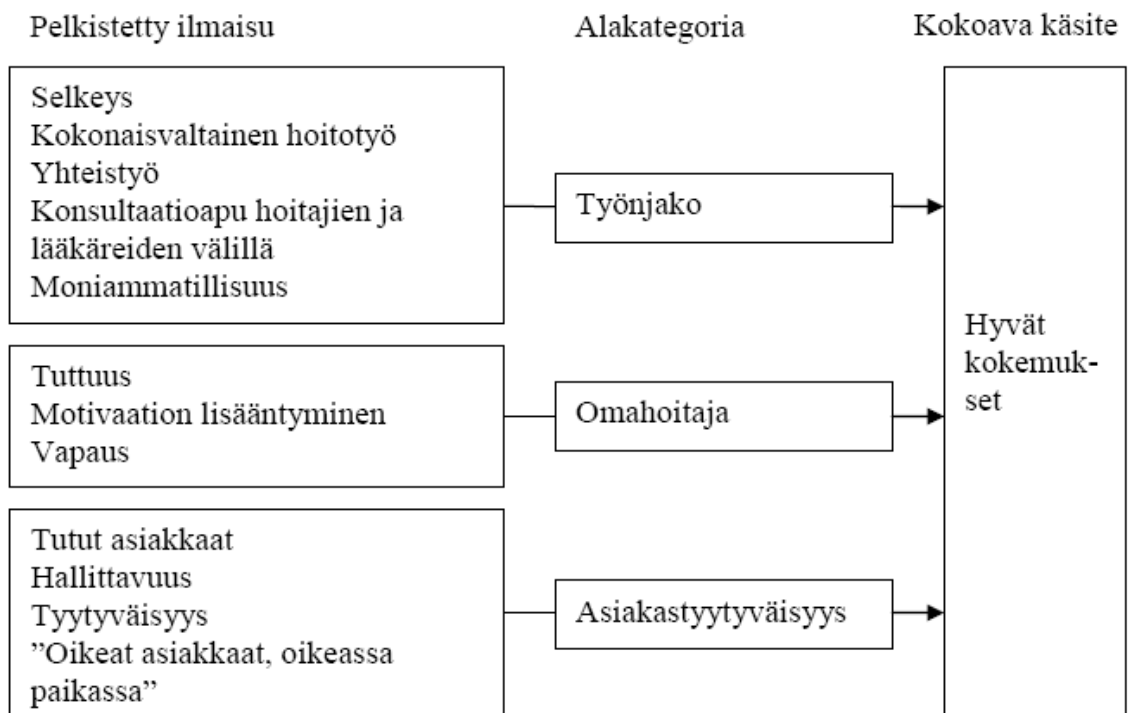 Pelkistetty ilmaisu
Alakategoria
Kokoava käsite
Selkeys
Kokonaisvaltainen hoitotyö
Yhteistyö
Konsultaatioapu hoitajien ja
lääkäreiden välillä
Moniammatillisuus
Työnjako
Tuttuus
Motivaation lisääntyminen
Vapaus
Omahoitaja
Tutut asiakkaat
Hallittavuus
Tyytyväisyys
”Oikeat asiakkaat, oikeassa
paikassa”
Asiakastyytyväisyys
Hyvät
kokemuk-
set